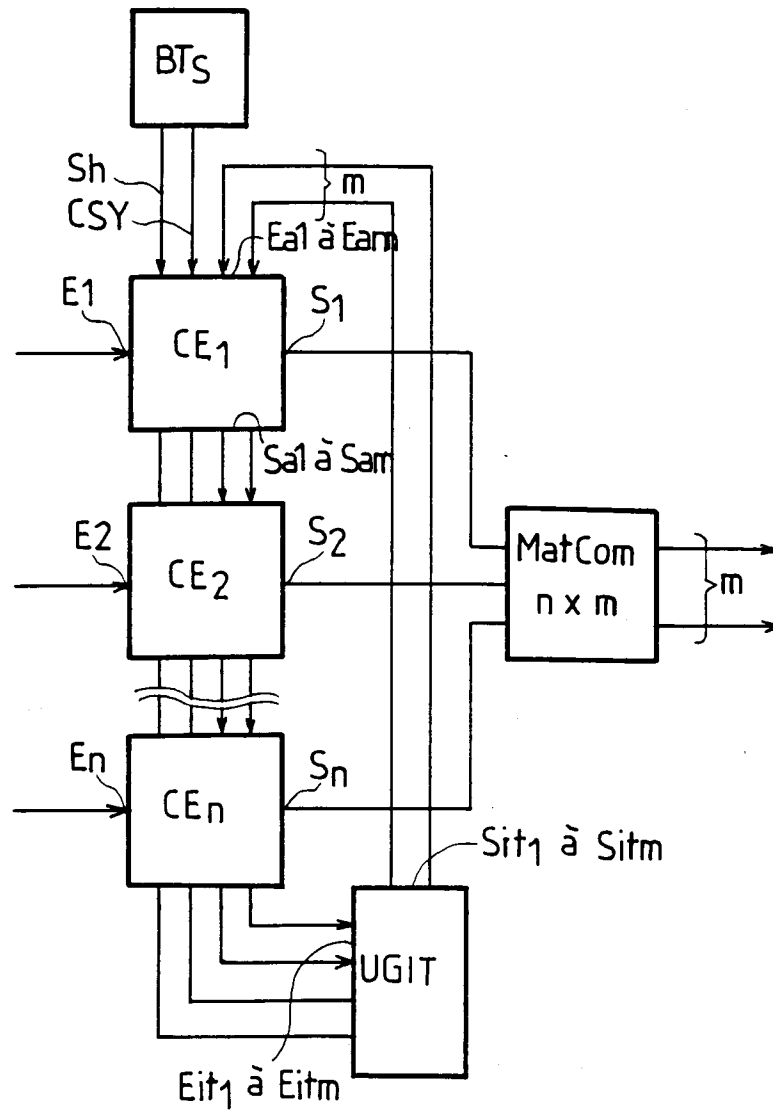 BTS
Sh
CSY
m
Ea1 à Eam
E1
S1
CE1
Sa1 à Sam
E2
S2
CE2
MatCom
n x m
m
En
Sn
CEn
Sit1 à Sitm
UGIT
Eit1 à Eitm